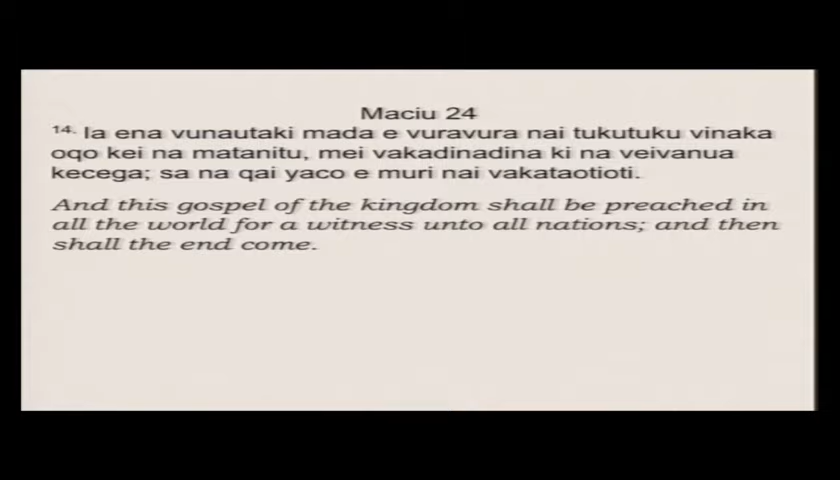 Maciu 24
14. Ia ena vunautaki mada e vuravura nai tukutuku vinaka
oqo kei na matanitu, mei vakadinadina ki na veivanua
kecega; sa na qai yaco e muri nai vakataotioti.
And this gospel of the kingdom shall be preached in
all the world for a witness unto all nations; and then
shall the end come.